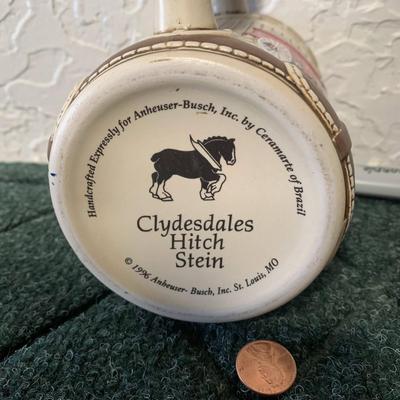 Handcrafted Expressly for Anheuser-Busch, Inc. by Ceramarte of Brazil
Clydesdales
Hitch
Stein
© 1996 Anheuser- Busch, Inc. St. Louis, MO